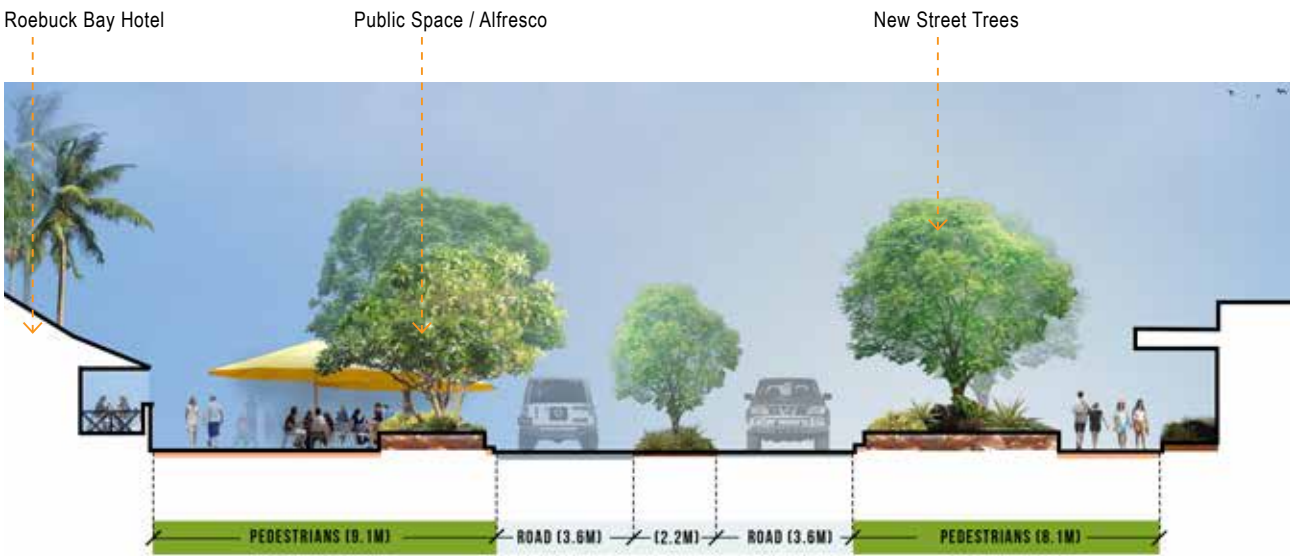 Roebuck Bay Hotel
Public Space / Alfresco
New Street Trees
PEDESTRIANS (9.1M)
ROAD (3.6M)
(2.2M)
ROAD (3.6M)
PEDESTRIANS (8.1M)